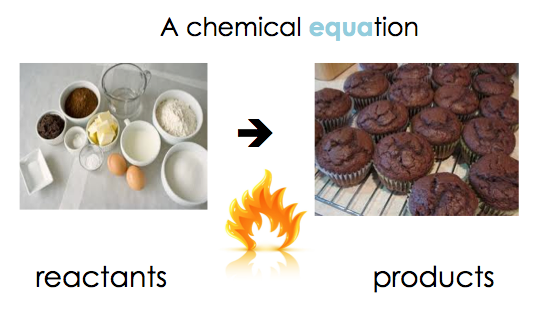 A chemical equation
reactants
products